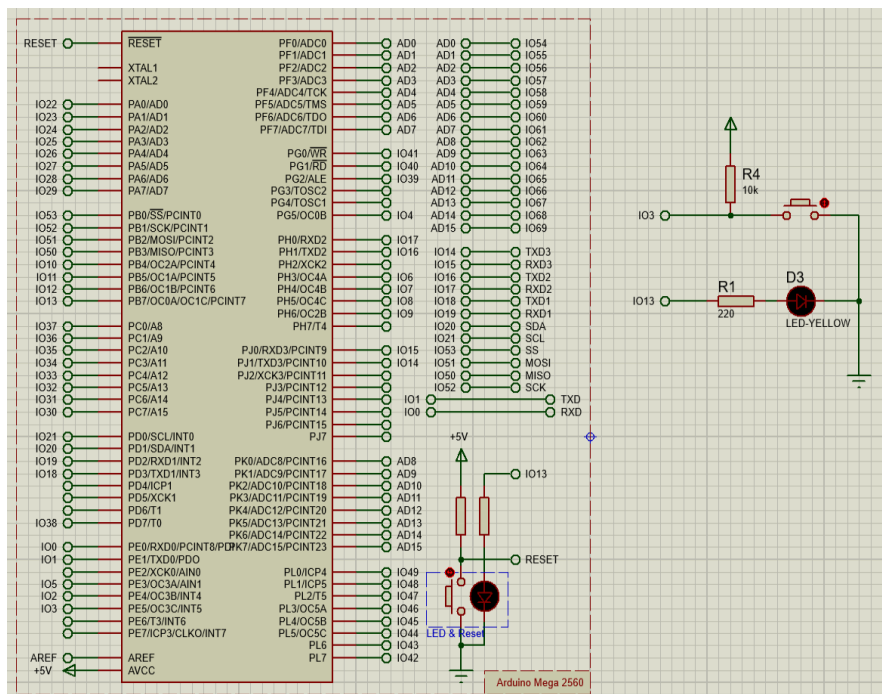 RESET RESET PF0/ADC0 AD0 AD0 IO54
PF1/ADC1 AD1 AD1 IO55
XTAL1 PF2/ADC2 AD2 AD2 IO56
XTAL2 PF3/ADC3 AD3 AD3 IO57
PF4/ADC4/TCK AD4 AD4 IO58
IO22 PA0/AD0 PF5/ADC5/TMS AD5 AD5 IO59
IO23 PA1/AD1 PF6/ADC6/TDO AD6 AD6 IO60
IO24 PA2/AD2 PF7/ADC7/TDI AD7 AD7 IO61
IO25 PA3/AD3 AD8 IO62
IO26 PA4/AD4 PG0/WR IO41 AD9 IO63
IO27 PA5/AD5 PG1/RD IO40 AD10 IO64
IO28 PA6/AD6 PG2/ALE IO39 AD11 IO65
IO29 PA7/AD7 PG3/TOSC2 AD12 IO66
PG4/TOSC1 AD13 IO67
IO53 PB0/SS/PCINT0 PG5/OC0B IO4 AD14 IO68
IO52 PB1/SCK/PCINT1 AD15 IO69
IO51 PB2/MOSI/PCINT2 PH0/RXD2 IO17
IO50 PB3/MISO/PCINT3 PH1/TXD2 IO16 IO14 TXD3
IO10 PB4/OC2A/PCINT4 PH2/XCK2 IO15 RXD3
IO11 PB5/OC1A/PCINT5 PH3/OC4A IO6 IO16 TXD2
IO12 PB6/OC1B/PCINT6 PH4/OC4B IO7 IO17 RXD2
IO13 PB7/OC0A/OC1C/PCINT7 PH5/OC4C IO8 IO18 TXD1
PH6/OC2B IO9 IO19 RXD1
IO37 PC0/A8 PH7/T4 IO20 SDA
IO36 PC1/A9 IO21 SCL
IO35 PC2/A10 PJ0/RXD3/PCINT9 IO15 IO53 SS
IO34 PC3/A11 PJ1/TXD3/PCINT10 IO14 IO51 MOSI
IO33 PC4/A12 PJ2/XCK3/PCINT11 IO50 MISO
IO32 PC5/A13 PJ3/PCINT12 IO52 SCK
IO31 PC6/A14 PJ4/PCINT13 IO1 TXD
IO30 PC7/A15 PJ5/PCINT14 IO0 RXD
PJ6/PCINT15
IO21 PD0/SCL/INT0 PJ7 +5V
IO20 PD1/SDA/INT1
IO19 PD2/RXD1/INT2 PK0/ADC8/PCINT16 AD8
IO18 PD3/TXD1/INT3 PK1/ADC9/PCINT17 AD9 IO13
PD4/ICP1 PK2/ADC10/PCINT18 AD10
PD5/XCK1 PK3/ADC11/PCINT19 AD11
PD6/T1 PK4/ADC12/PCINT20 AD12
IO38 PD7/T0 PK5/ADC13/PCINT21 AD13
PK6/ADC14/PCINT22 AD14
IO0 PE0/RXD0/PCINT8/PDI PK7/ADC15/PCINT23 AD15
IO1 PE1/TXD0/PDO RESET
PE2/XCK0/AIN0 PL0/ICP4 IO49
IO5 PE3/OC3A/AIN1 PL1/ICP5 IO48
IO2 PE4/OC3B/INT4 PL2/T5 IO47
IO3 PE5/OC3C/INT5 PL3/OC5A IO46
PE6/T3/INT6 PL4/OC5B IO45
PE7/ICP3/CLKO/INT7 PL5/OC5C IO44 LED & Reset
PL6 IO43
AREF AREF PL7 IO42
+5V AVCC
Arduino Mega 2560
R4
10k
IO3
R1 D3
IO13
220
LED-YELLOW